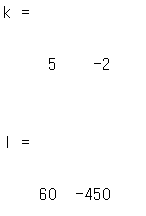 k =
5 -2
l =
60 -450